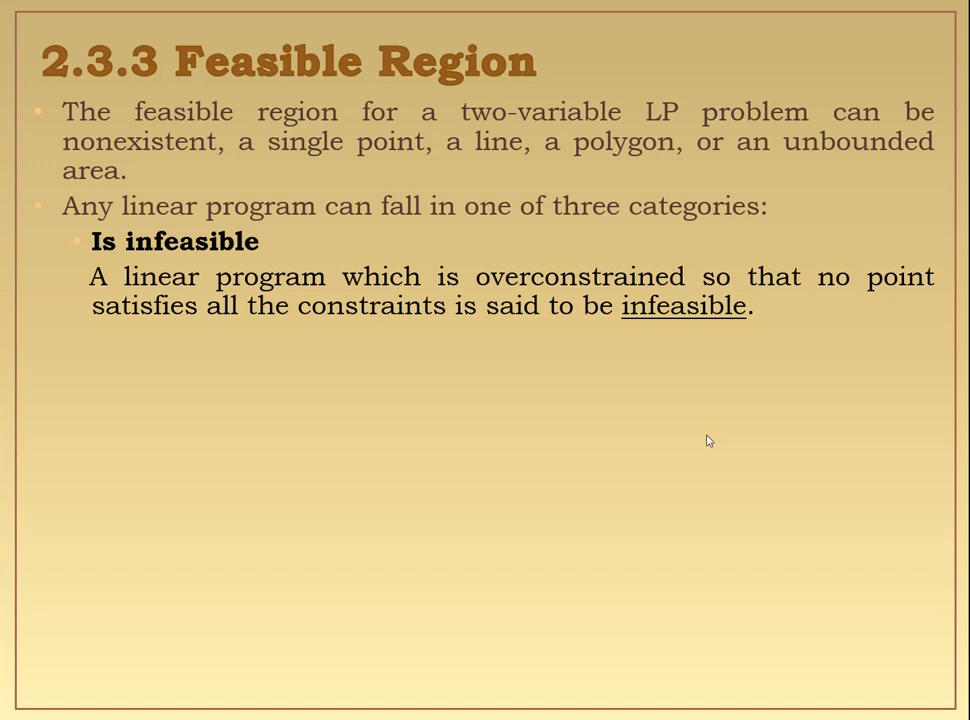 2.3.3 Feasible Region
• The feasible region for a two-variable LP problem can be
nonexistent, a single point, a line, a polygon, or an unbounded
area.
• Any linear program can fall in one of three categories:
• Is infeasible
A linear program which is overconstrained so that no point
satisfies all the constraints is said to be infeasible.